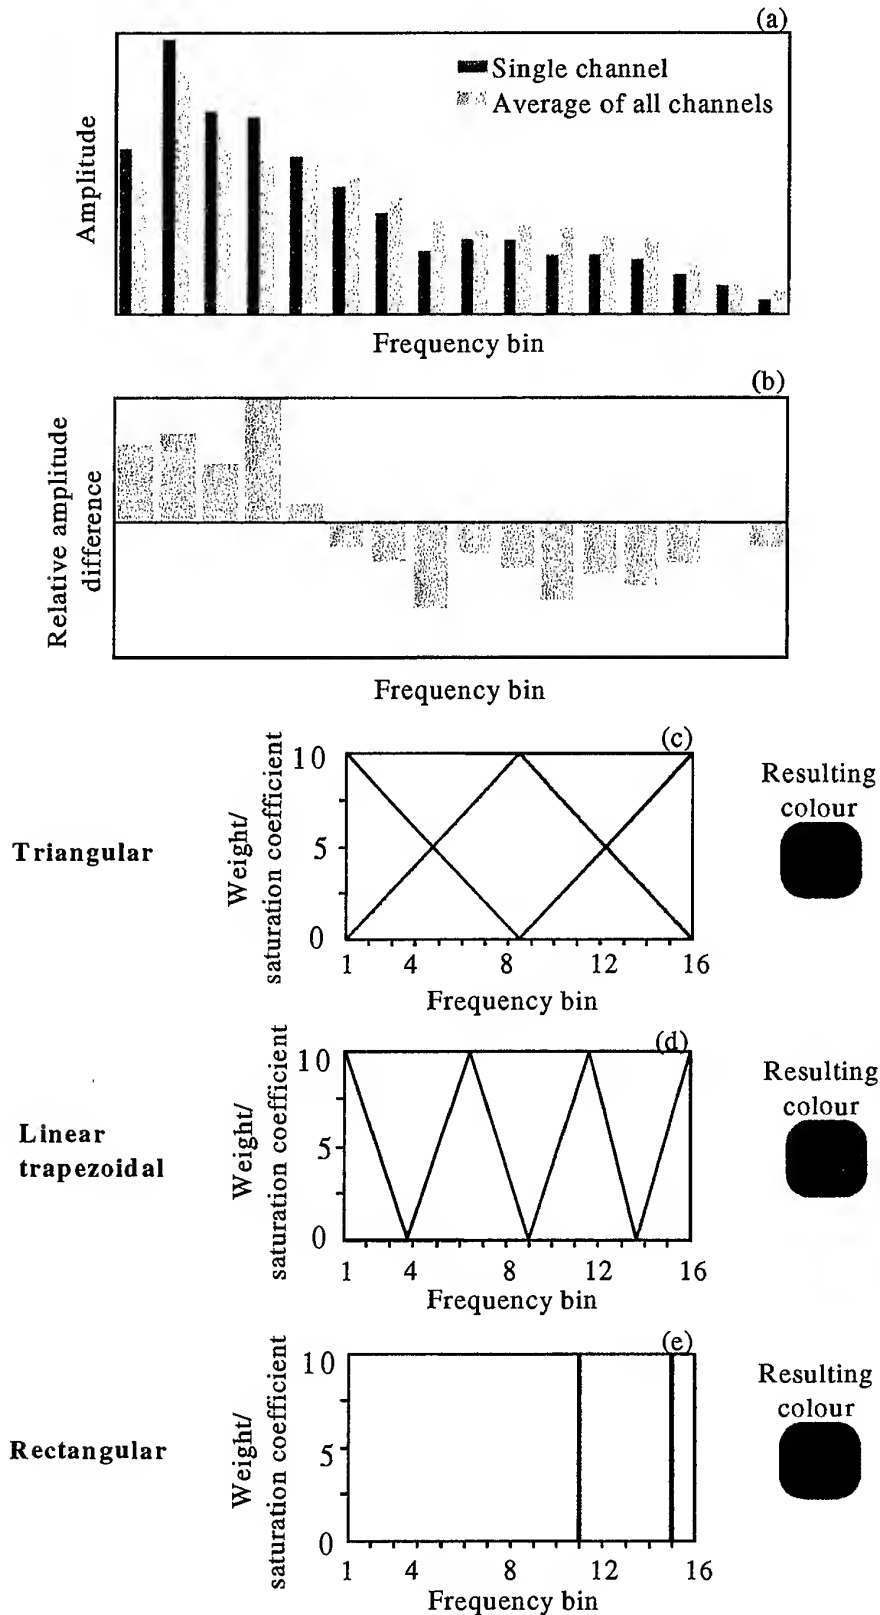 (a)
Single channel
Average of all channels
Amplitude
Frequency bin
(b)
Relative amplitude
difference
Frequency bin
(c)
Triangular
Weight/
saturation coefficient
10
5
0
1 4 8 12 16
Frequency bin
Resulting
colour
(d)
Linear
trapezoidal
Weight/
saturation coefficient
10
5
0
1 4 8 12 16
Frequency bin
Resulting
colour
(e)
Rectangular
Weight/
saturation coefficient
10
5
0
1 4 8 12 16
Frequency bin
Resulting
colour